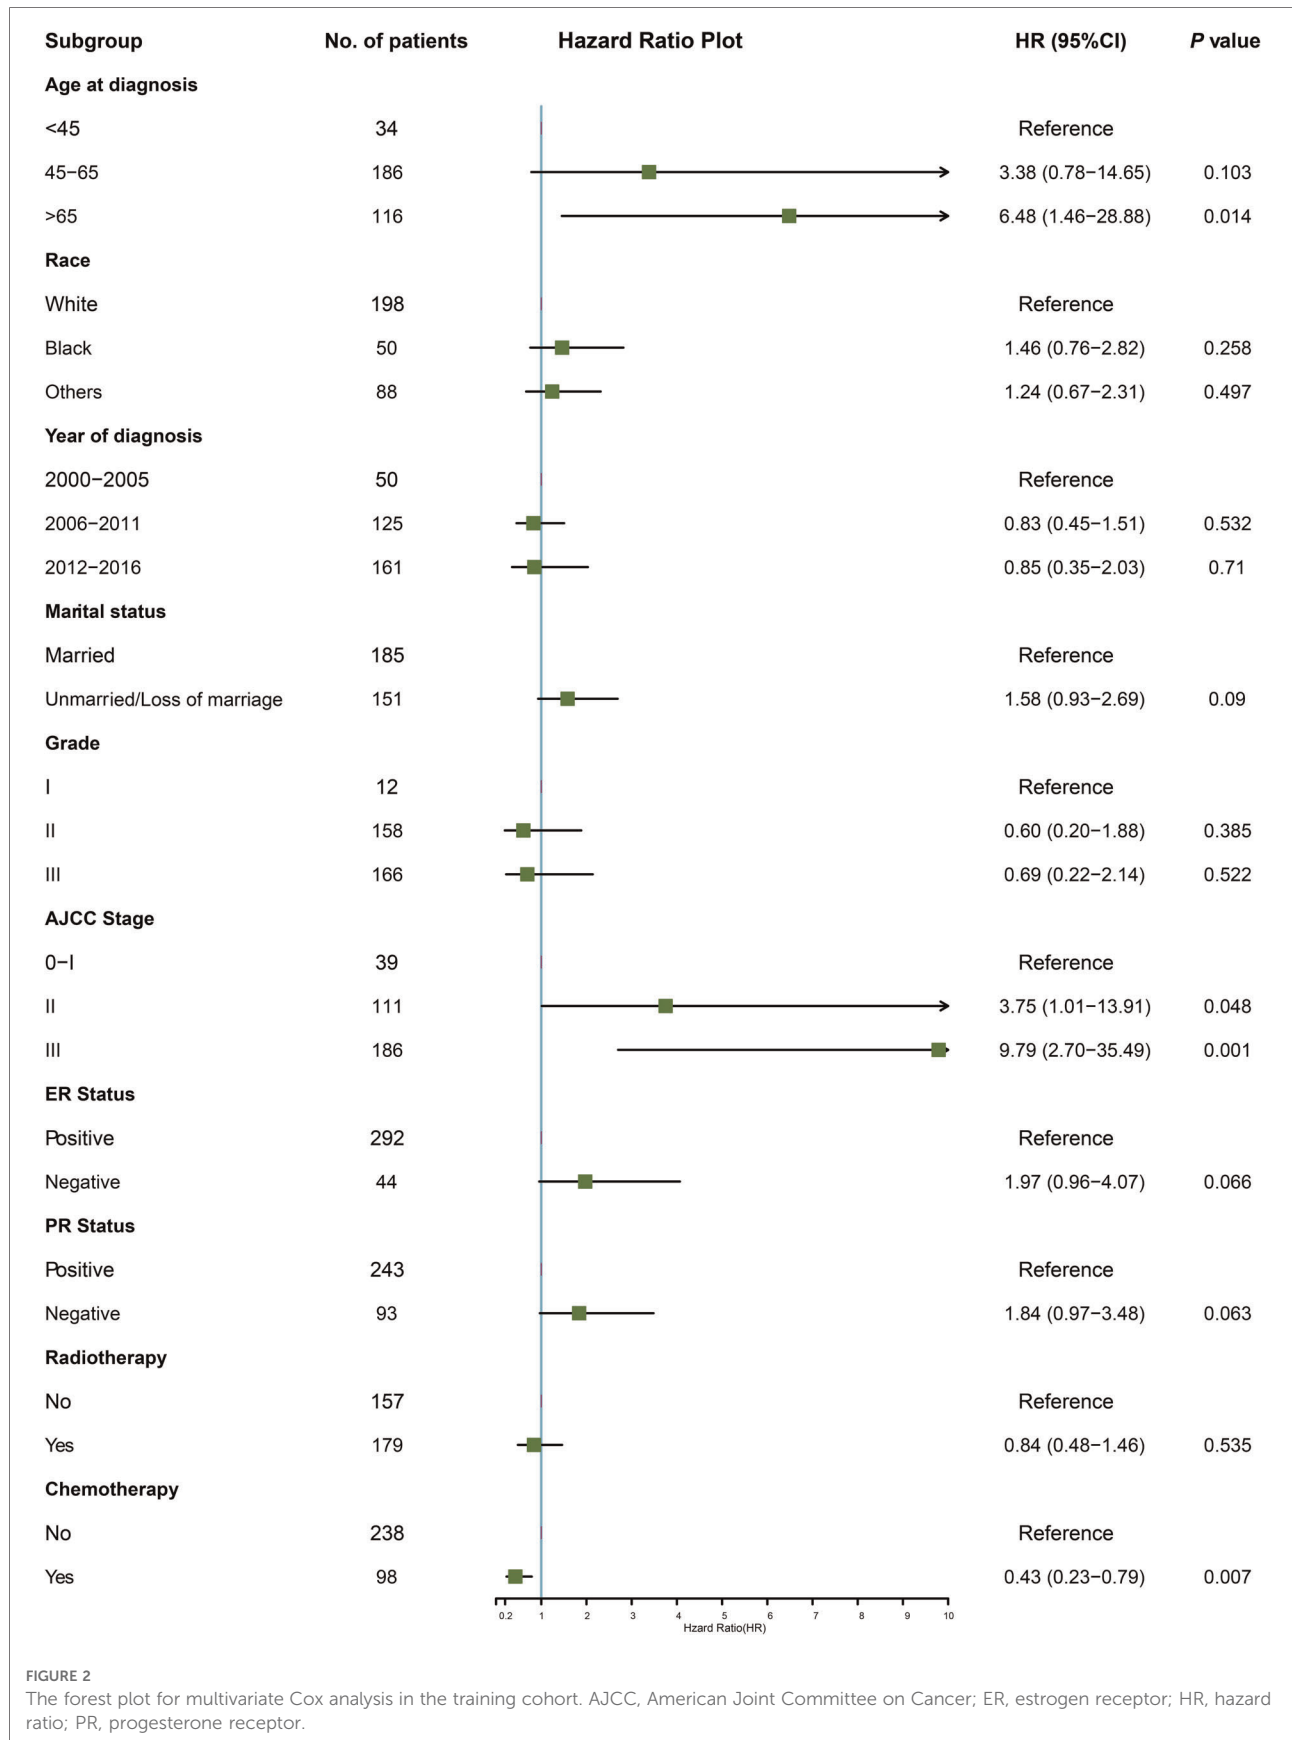 Subgroup No. of patients Hazard Ratio Plot HR (95%CI) P value
Age at diagnosis
<45 34 Reference
45−65 186 3.38 (0.78−14.65) 0.103
>65 116 6.48 (1.46−28.88) 0.014
Race
White 198 Reference
Black 50 1.46 (0.76−2.82) 0.258
Others 88 1.24 (0.67−2.31) 0.497
Year of diagnosis
2000−2005 50 Reference
2006−2011 125 0.83 (0.45−1.51) 0.532
2012−2016 161 0.85 (0.35−2.03) 0.71
Marital status
Married 185 Reference
Unmarried/Loss of marriage 151 1.58 (0.93−2.69) 0.09
Grade
I 12 Reference
II 158 0.60 (0.20−1.88) 0.385
III 166 0.69 (0.22−2.14) 0.522
AJCC Stage
0−I 39 Reference
II 111 3.75 (1.01−13.91) 0.048
III 186 9.79 (2.70−35.49) 0.001
ER Status
Positive 292 Reference
Negative 44 1.97 (0.96−4.07) 0.066
PR Status
Positive 243 Reference
Negative 93 1.84 (0.97−3.48) 0.063
Radiotherapy
No 157 Reference
Yes 179 0.84 (0.48−1.46) 0.535
Chemotherapy
No 238 Reference
Yes 98 0.43 (0.23−0.79) 0.007
0.2 1 2 3 4 5 6 7 8 9 10
Hzard Ratio(HR)
FIGURE 2
The forest plot for multivariate Cox analysis in the training cohort. AJCC, American Joint Committee on Cancer; ER, estrogen receptor; HR, hazard
ratio; PR, progesterone receptor.